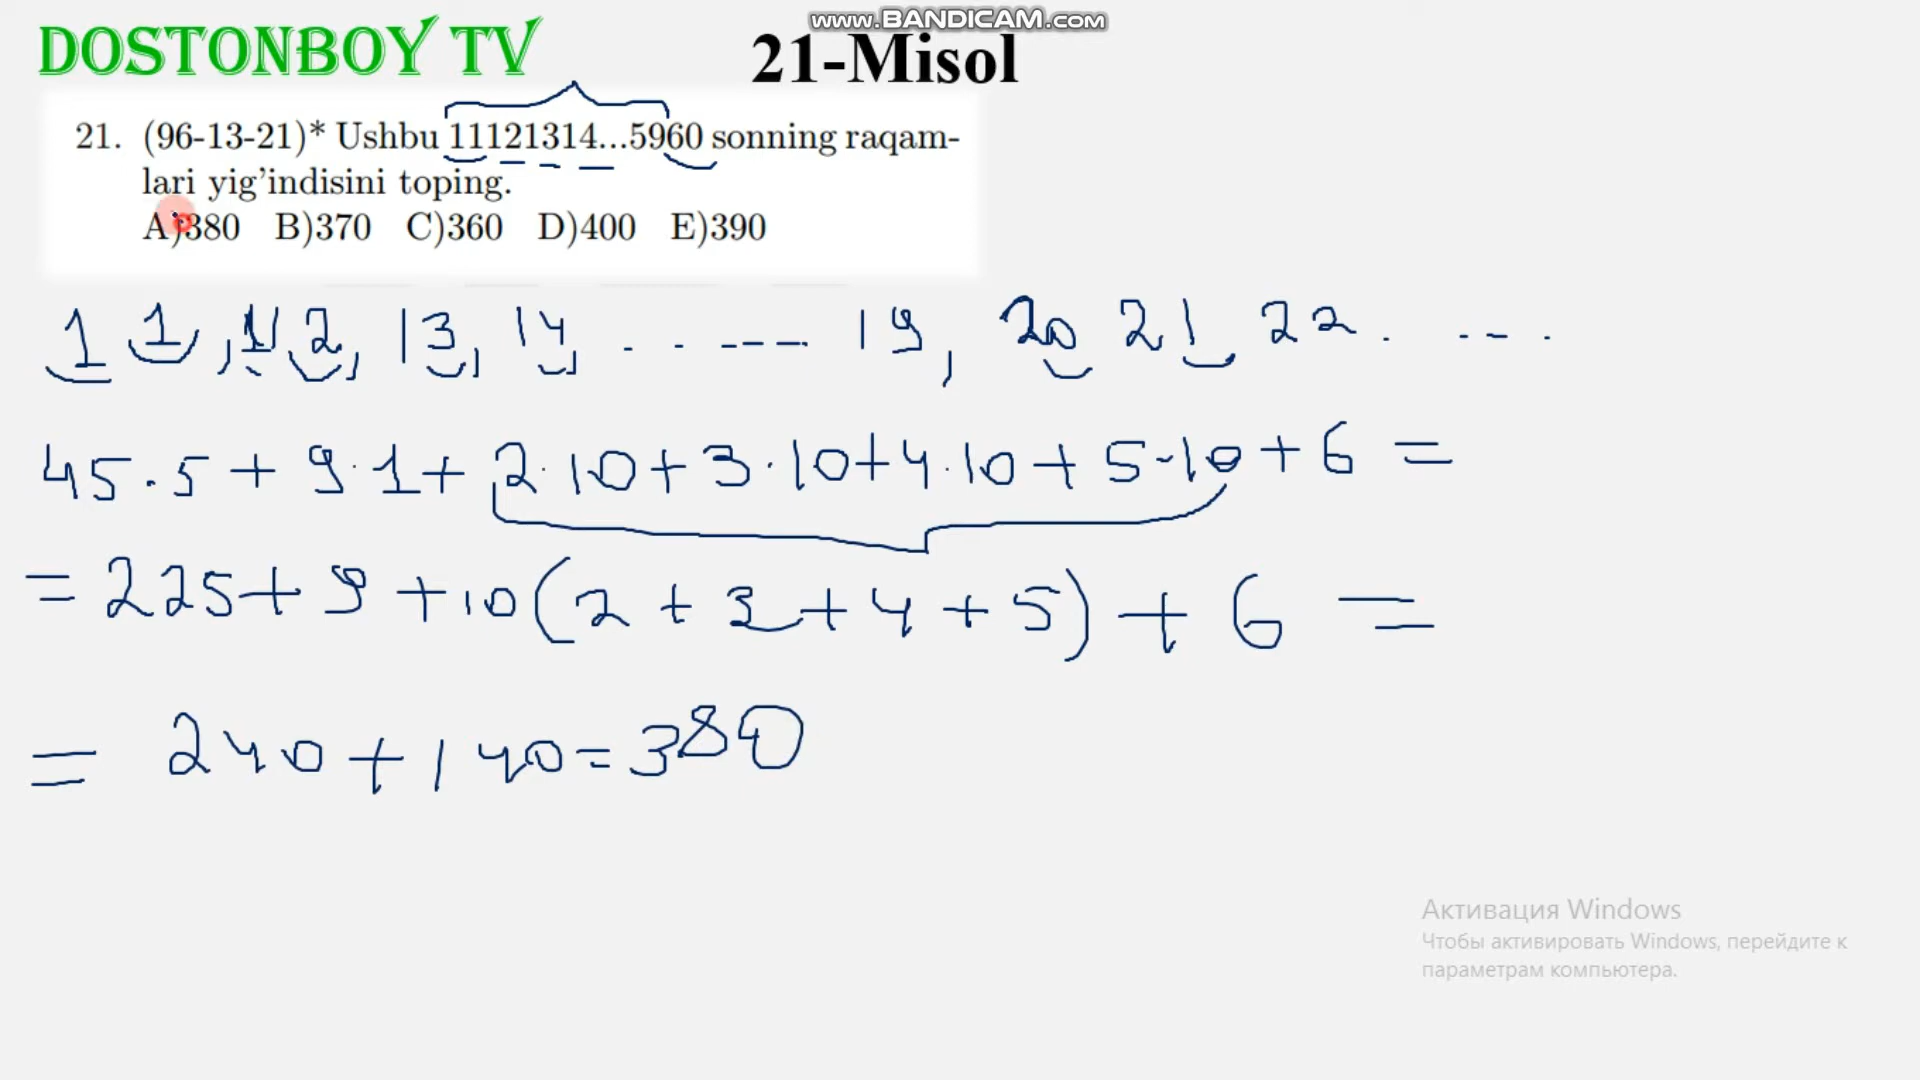 www.BANDICAM.com
DOSTONBOY TV
21-Misol
21. (96-13-21)* Ushbu 11121314...5960 sonning raqam-
lari yig'indisini toping.
A)380 B)370 C)360 D)400 E)390
1 1, 12, 13, 14, . . --- . 19, 20 21 22 . --- .
45·5 + 9·1 + 2·10 + 3·10 + 4·10 + 5·10 + 6 =
= 225 + 9 + 10(2 + 3 + 4 + 5) + 6 =
= 240 + 140 = 380
Активация Windows
Чтобы активировать Windows, перейдите к
параметрам компьютера.